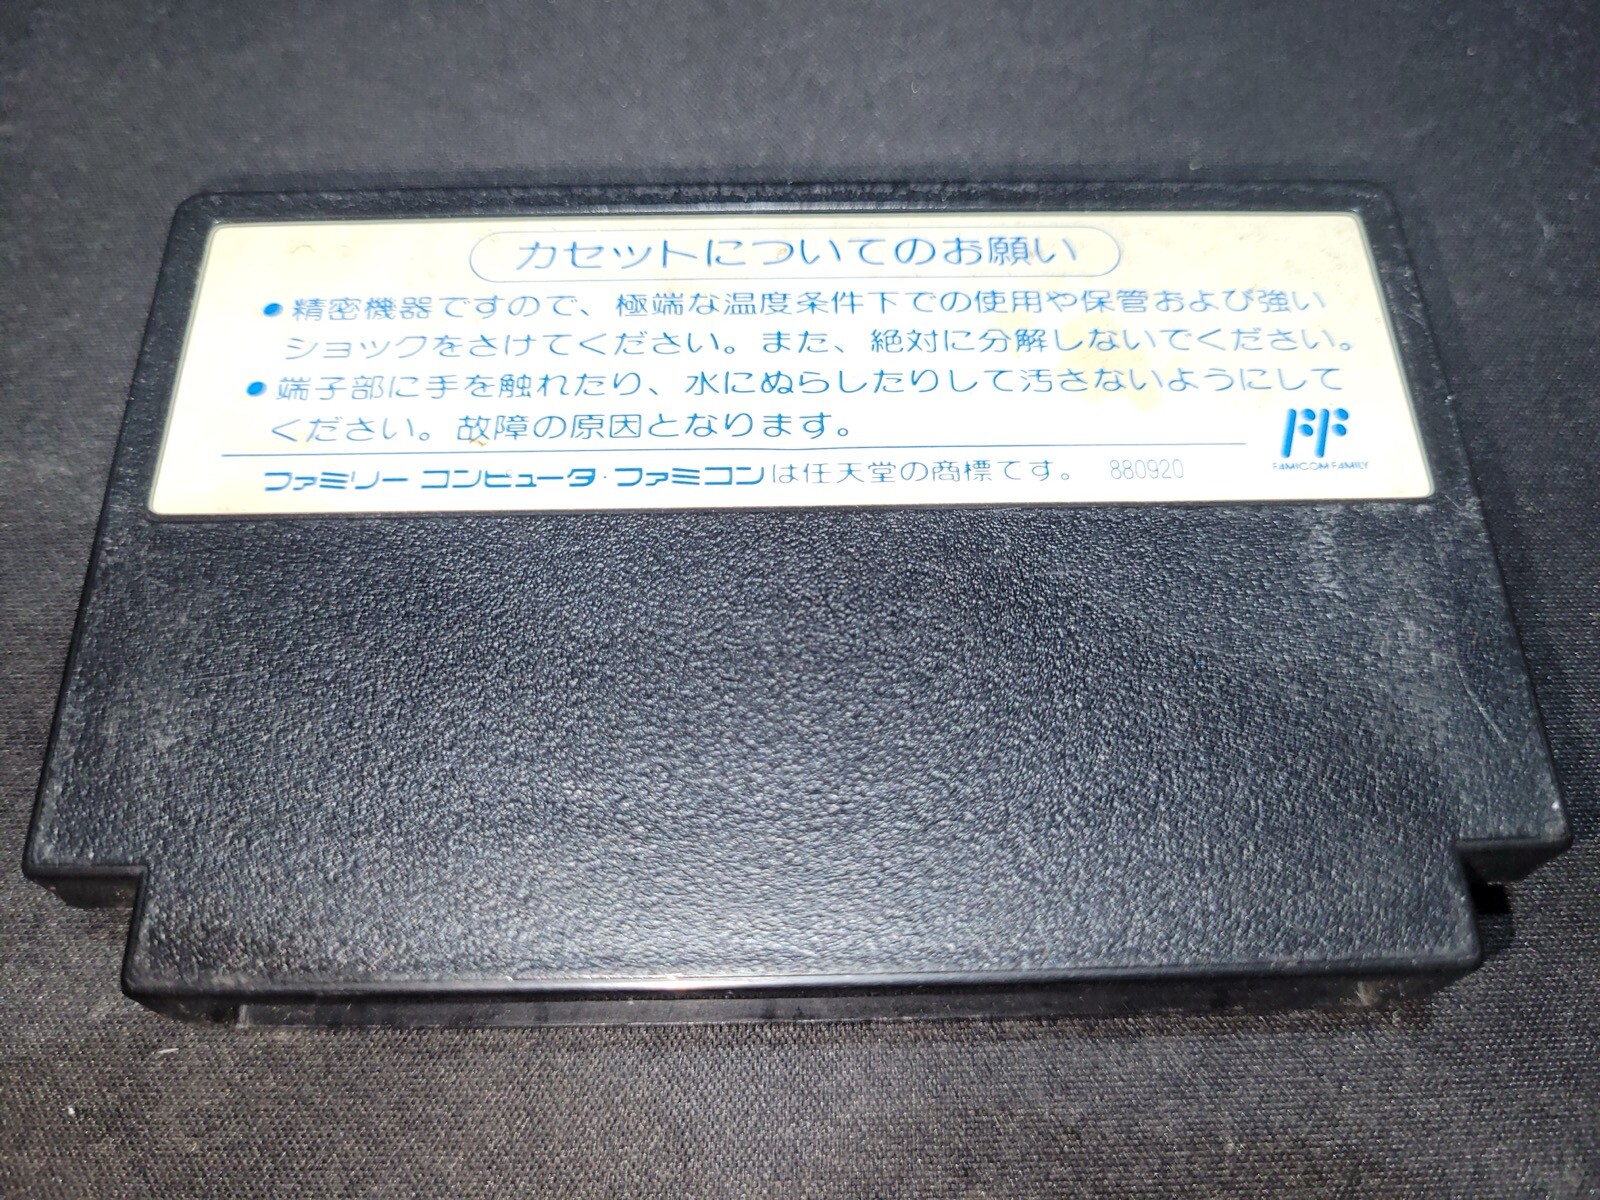 カセットについてのお願い
●精密機器ですので、極端な温度条件下での使用や保管および強い
ショックをさけてください。また、絶対に分解しないでください。
●端子部に手を触れたり、水にぬらしたりして汚さないようにして
ください。故障の原因となります。
FF
FAMICOM FAMILY
ファミリー コンピュータ・ファミコンは任天堂の商標です。 880920